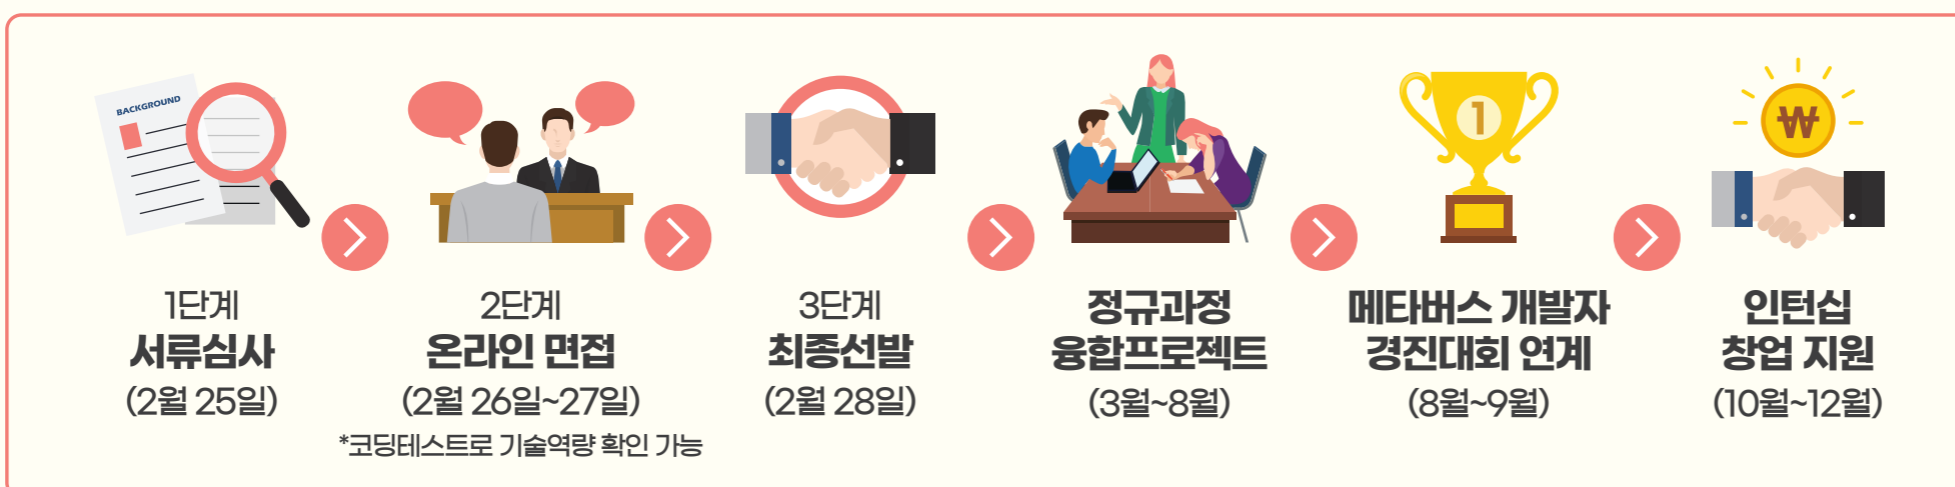 BACKGROUND
1단계
서류심사
(2월 25일)
2단계
온라인 면접
(2월 26일~27일)
*코딩테스트로 기술역량 확인 가능
3단계
최종선발
(2월 28일)
정규과정
융합프로젝트
(3월~8월)
1
메타버스 개발자
경진대회 연계
(8월~9월)
₩
인턴십
창업 지원
(10월~12월)